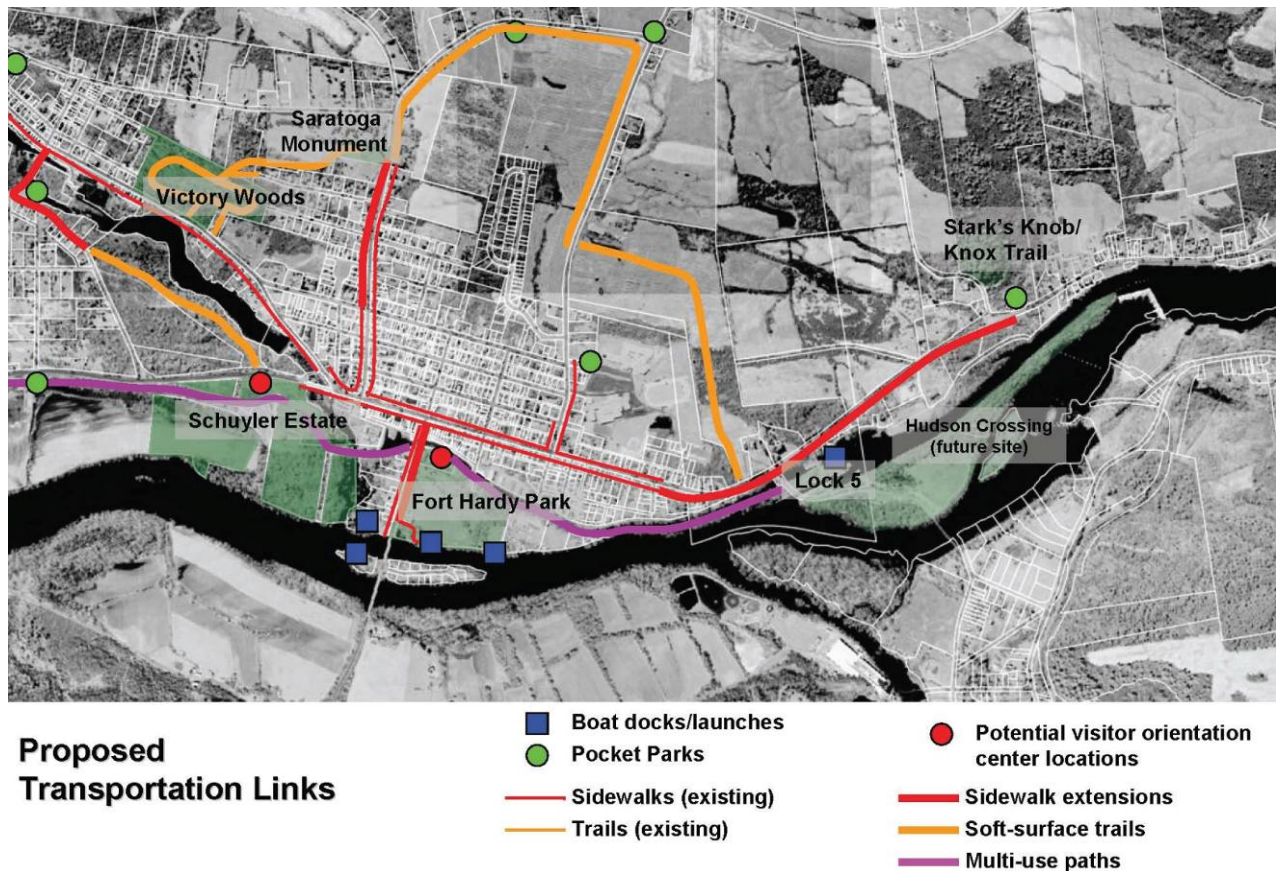 Saratoga
Monument
Victory Woods
Stark's Knob/
Knox Trail
Schuyler Estate
Hudson Crossing
(future site)
Lock 5
Fort Hardy Park
Proposed
Transportation Links
Boat docks/launches
Pocket Parks
Sidewalks (existing)
Trails (existing)
Potential visitor orientation
center locations
Sidewalk extensions
Soft-surface trails
Multi-use paths